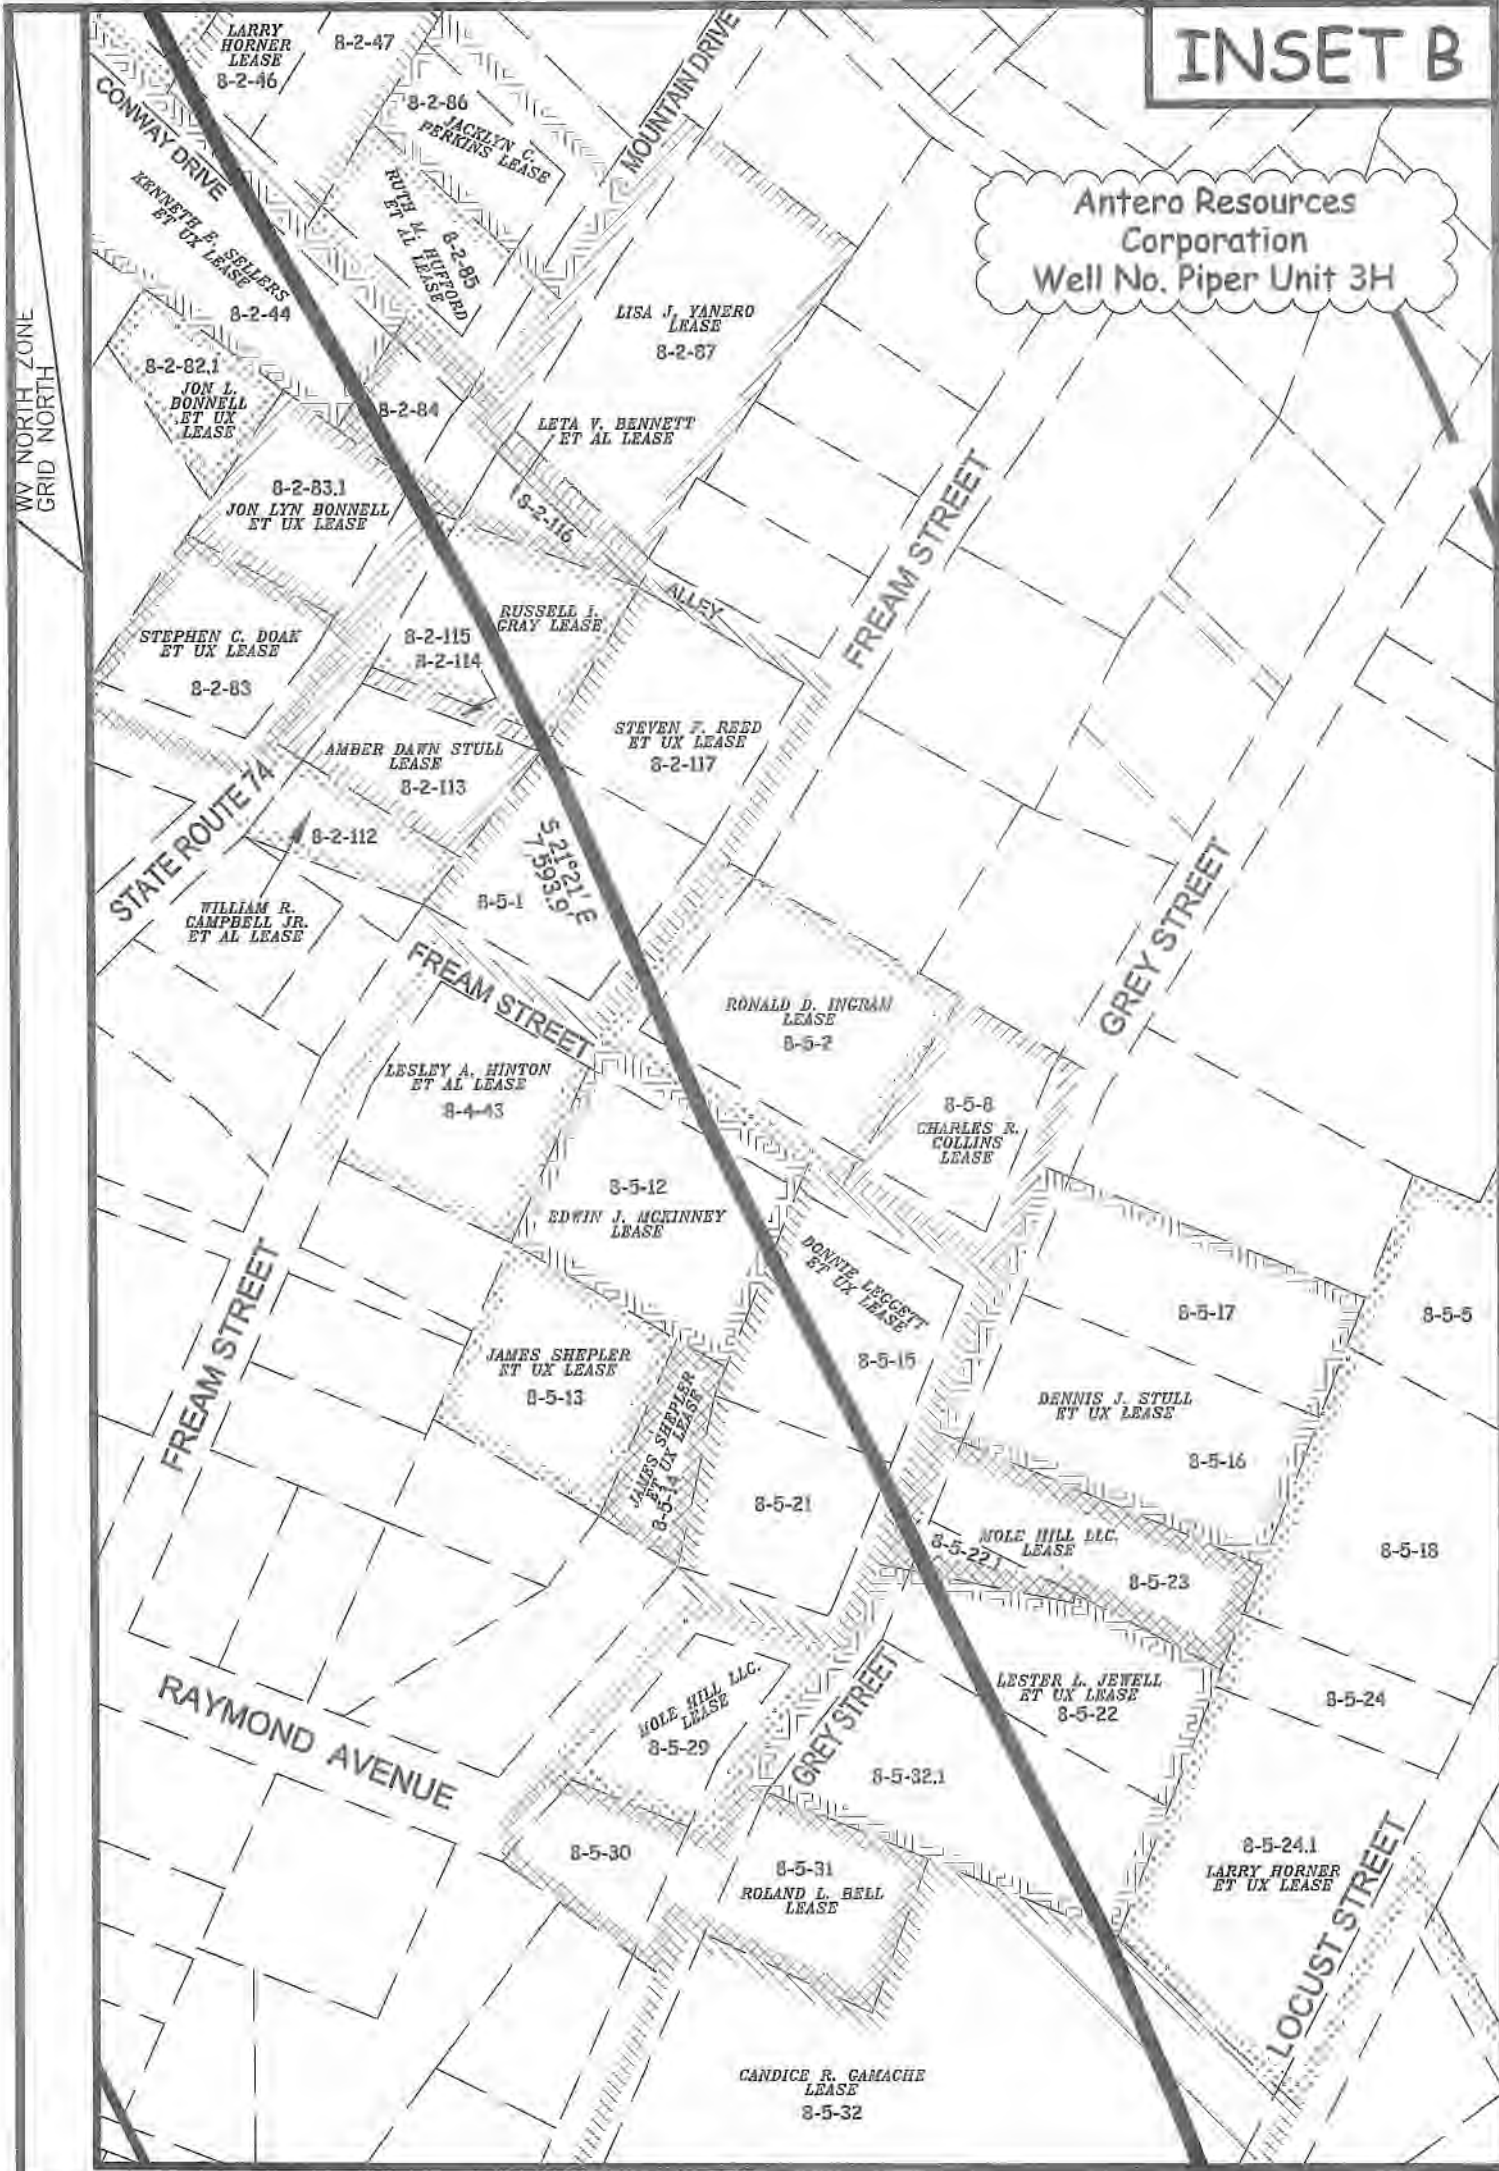 INSET B
Antero Resources
Corporation
Well No. Piper Unit 3H
WV NORTH ZONE
GRID NORTH
LARRY
HORNER
LEASE
8-2-46
8-2-47
8-2-86
JACKLYN C.
PERKINS LEASE
MOUNTAIN DRIVE
CONWAY DRIVE
KENNETH E. SELLERS
ET UX LEASE
8-2-44
RUTH M. HUFFORD
ET AL
LEASE
8-2-85
LISA J. YANERO
LEASE
8-2-87
8-2-82.1
JON L.
BONNELL
ET UX
LEASE
8-2-84
LETA V. BENNETT
ET AL LEASE
8-2-83.1
JON LYN BONNELL
ET UX LEASE
8-2-116
FREAM STREET
ALLEY
RUSSELL I.
GRAY LEASE
8-2-115
8-2-114
STEPHEN C. DOAK
ET UX LEASE
8-2-83
STEVEN F. REED
ET UX LEASE
8-2-117
AMBER DAWN STULL
LEASE
8-2-113
STATE ROUTE 74
8-2-112
S 21°21' E
7,593.9'
8-5-1
WILLIAM R.
CAMPBELL JR.
ET AL LEASE
GREY STREET
FREAM STREET
RONALD D. INGRAM
LEASE
8-5-2
LESLEY A. HINTON
ET AL LEASE
8-4-43
8-5-8
CHARLES R.
COLLINS
LEASE
8-5-12
EDWIN J. MCKINNEY
LEASE
DONNIE LEGGETT
ET UX LEASE
8-5-15
8-5-17
8-5-5
FREAM STREET
JAMES SHEPLER
ET UX LEASE
8-5-13
JAMES SHEPLER
ET UX LEASE
8-5-14
DENNIS J. STULL
ET UX LEASE
8-5-16
8-5-21
MOLE HILL LLC.
LEASE
8-5-22.1
8-5-23
8-5-18
RAYMOND AVENUE
MOLE HILL LLC.
LEASE
8-5-29
GREY STREET
LESTER L. JEWELL
ET UX LEASE
8-5-22
8-5-24
8-5-32.1
8-5-30
8-5-31
ROLAND L. BELL
LEASE
8-5-24.1
LARRY HORNER
ET UX LEASE
LOCUST STREET
CANDICE R. GAMACHE
LEASE
8-5-32